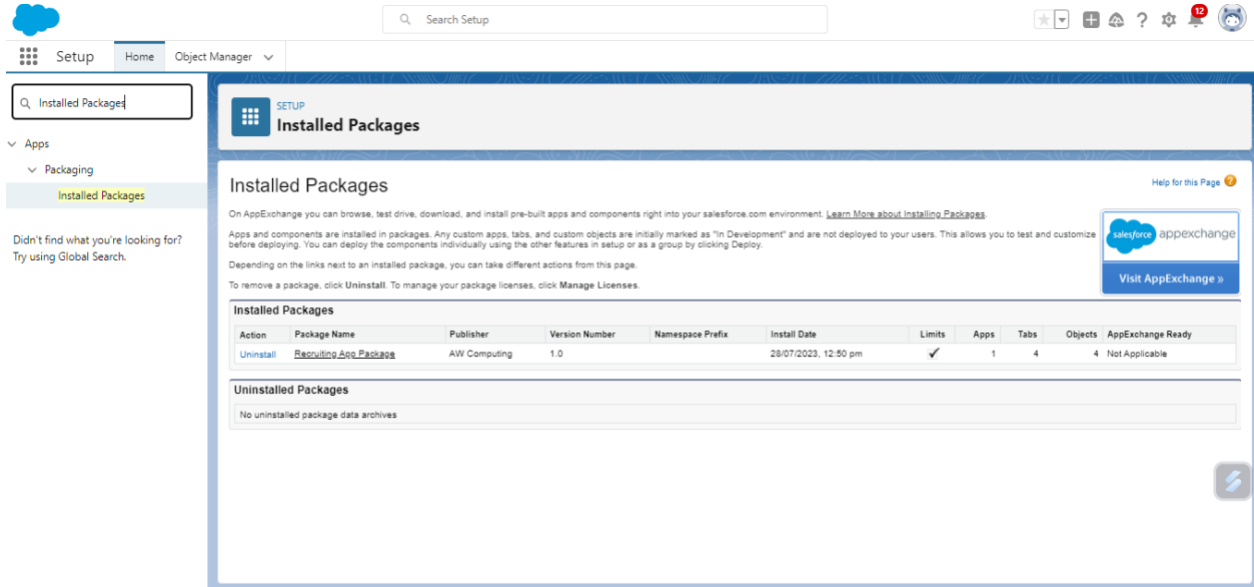 Search Setup
12
Setup
Home
Object Manager
Installed Packages
Apps
Packaging
Installed Packages
Didn't find what you're looking for?
Try using Global Search.
SETUP
Installed Packages
Installed Packages
Help for this Page ?
On AppExchange you can browse, test drive, download, and install pre-built apps and components right into your salesforce.com environment. Learn More about Installing Packages.
Apps and components are installed in packages. Any custom apps, tabs, and custom objects are initially marked as "In Development" and are not deployed to your users. This allows you to test and customize
before deploying. You can deploy the components individually using the other features in setup or as a group by clicking Deploy.
Depending on the links next to an installed package, you can take different actions from this page.
To remove a package, click Uninstall. To manage your package licenses, click Manage Licenses.
salesforce appexchange
Visit AppExchange »
Installed Packages
Action Package Name Publisher Version Number Namespace Prefix Install Date Limits Apps Tabs Objects AppExchange Ready
Uninstall Recruiting App Package AW Computing 1.0 28/07/2023, 12:50 pm ✓ 1 4 4 Not Applicable
Uninstalled Packages
No uninstalled package data archives